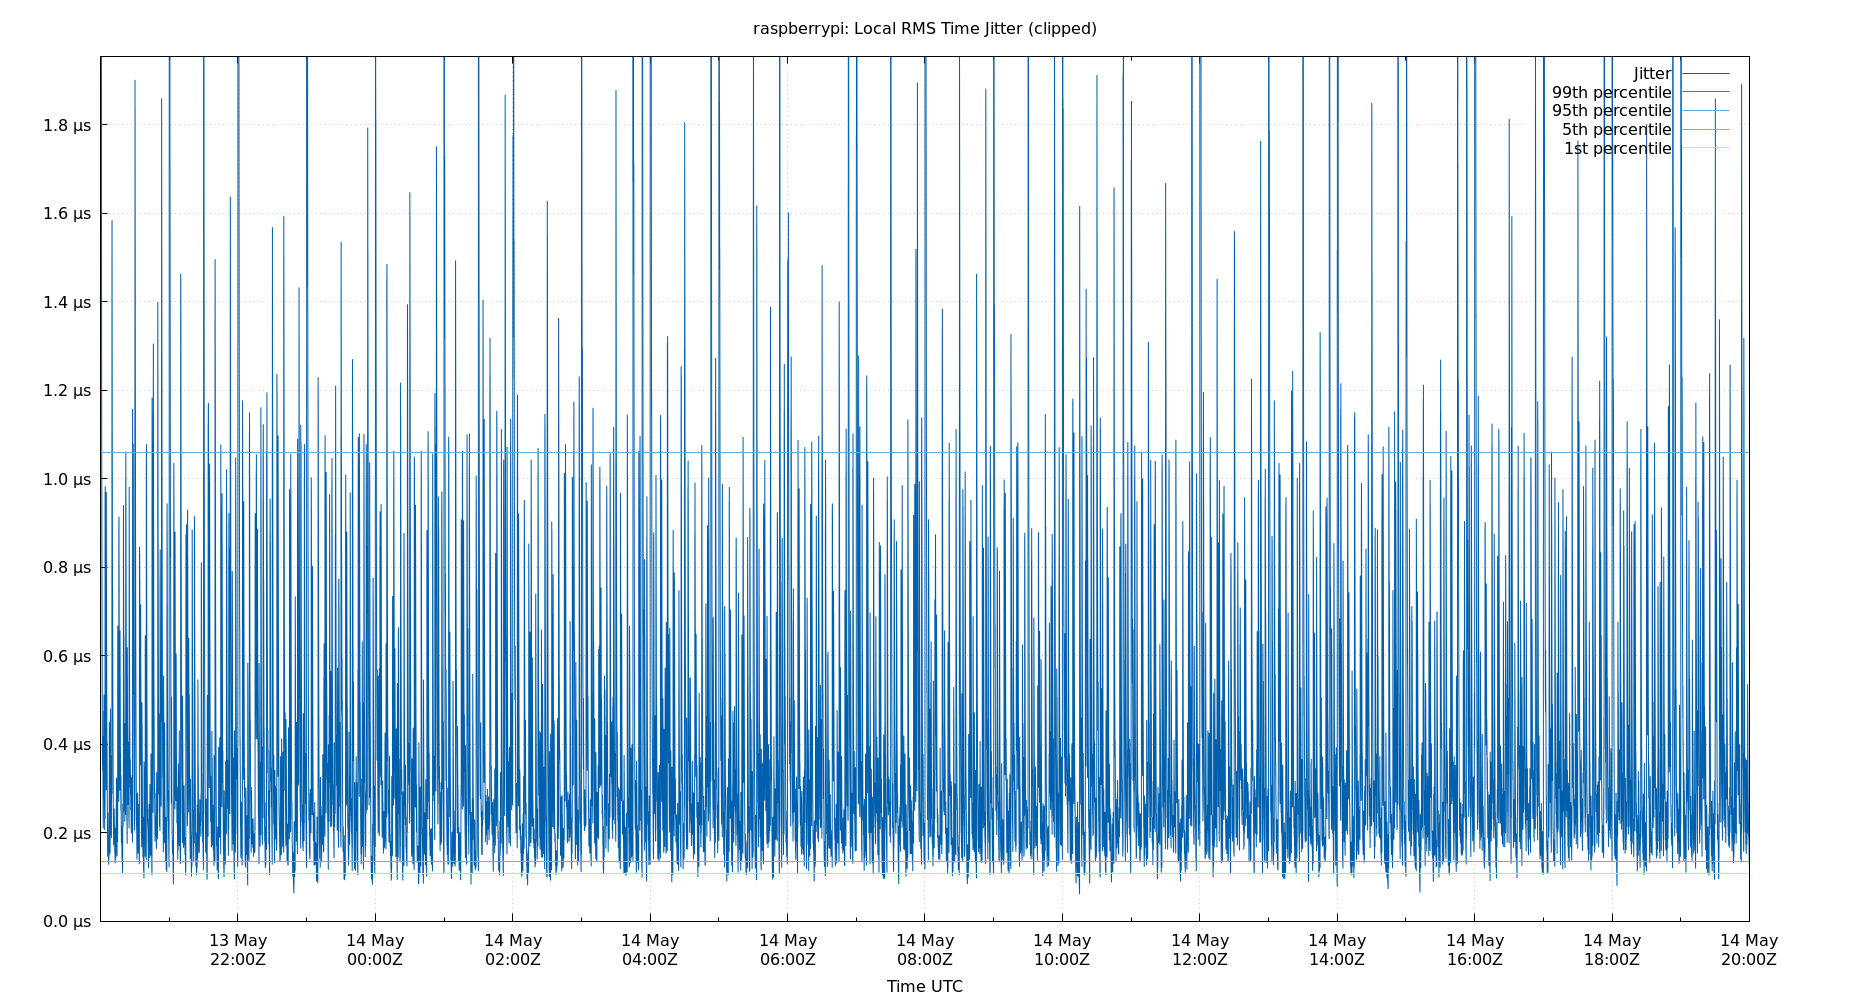 raspberrypi: Local RMS Time Jitter (clipped)
Jitter
99th percentile
95th percentile
5th percentile
1st percentile
1.8 µs
1.6 µs
1.4 µs
1.2 µs
1.0 µs
0.8 µs
0.6 µs
0.4 µs
0.2 µs
0.0 µs
13 May 14 May 14 May 14 May 14 May 14 May 14 May 14 May 14 May 14 May 14 May 14 May
22:00Z 00:00Z 02:00Z 04:00Z 06:00Z 08:00Z 10:00Z 12:00Z 14:00Z 16:00Z 18:00Z 20:00Z
Time UTC